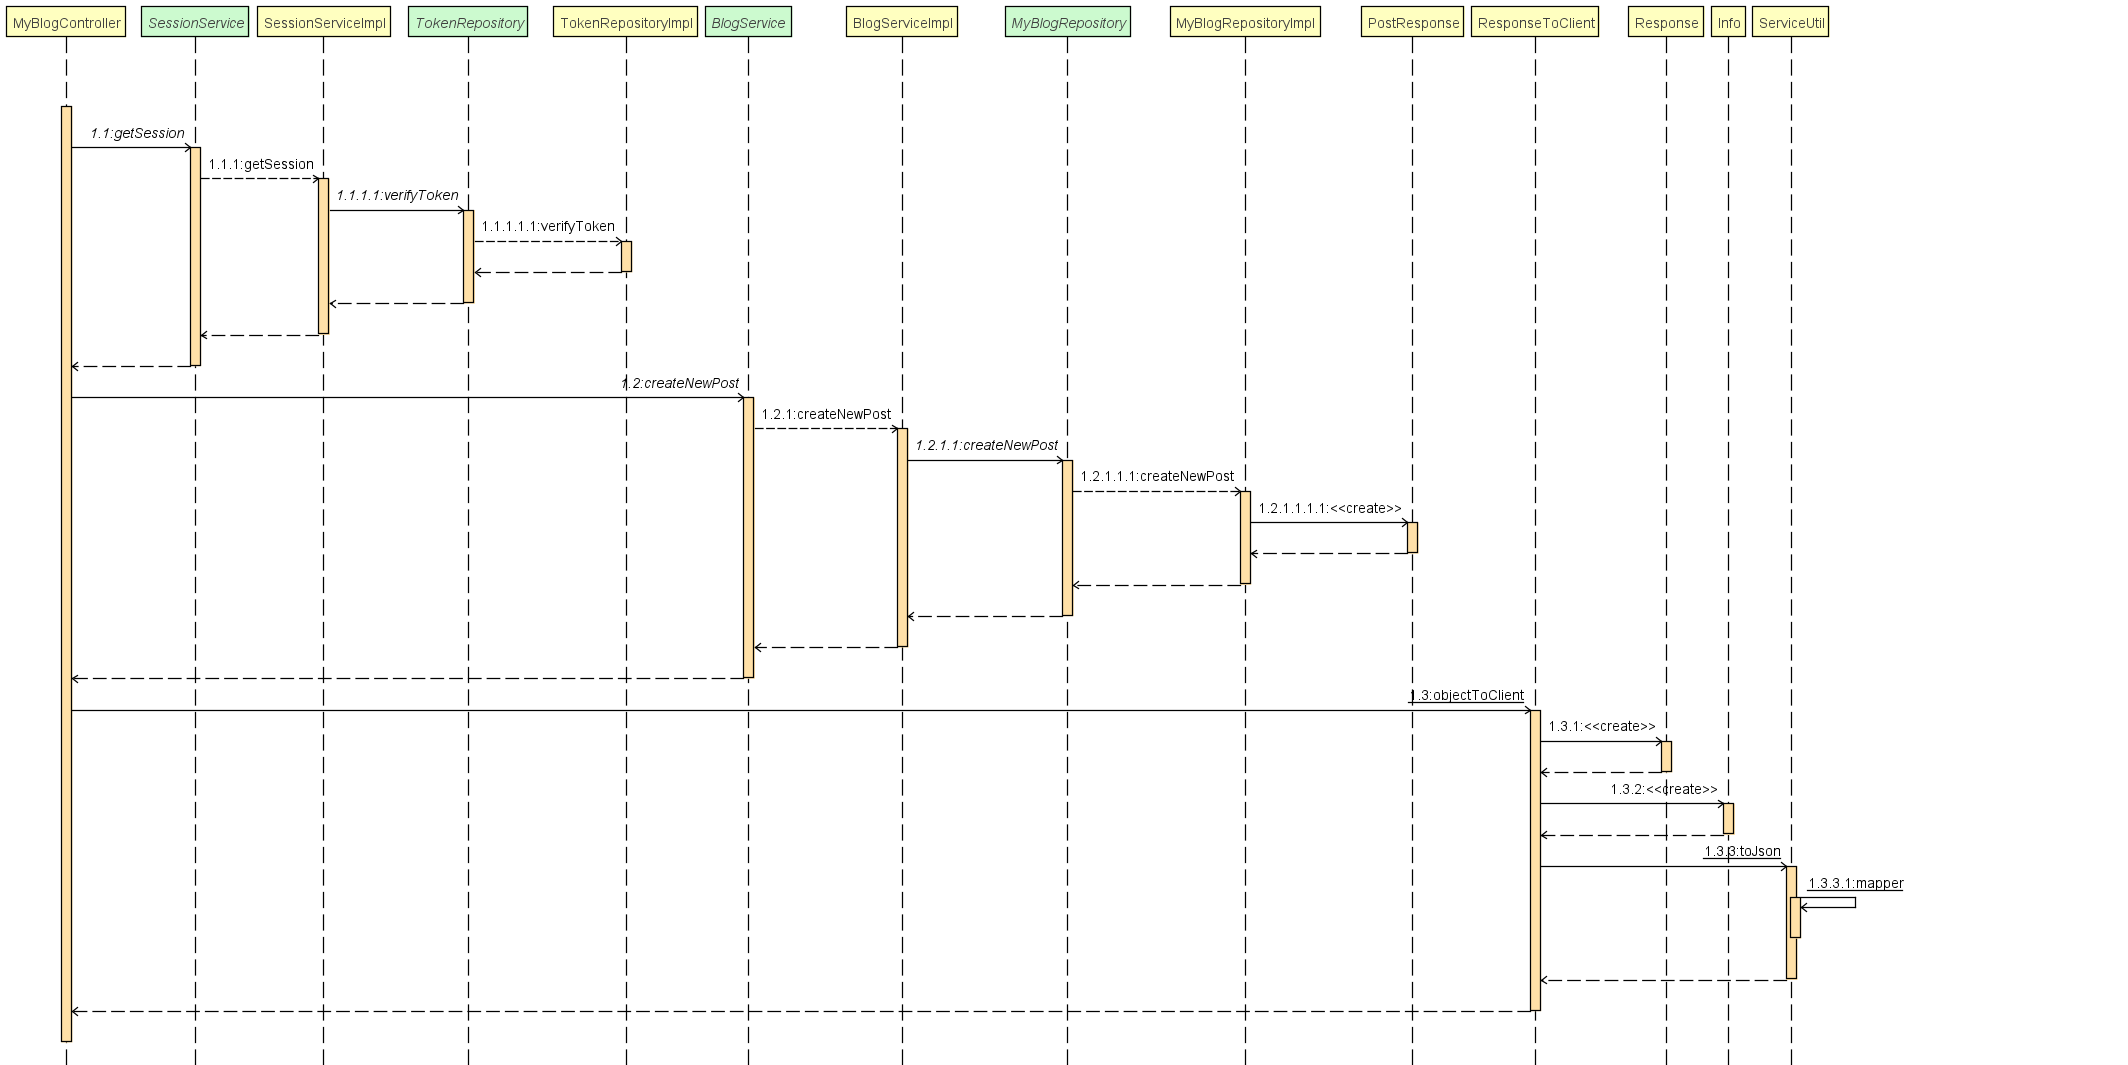 MyBlogController
SessionService
SessionServiceImpl
TokenRepository
TokenRepositoryImpl
BlogService
BlogServiceImpl
MyBlogRepository
MyBlogRepositoryImpl
PostResponse
ResponseToClient
Response
Info
ServiceUtil
1.1:getSession
1.1.1:getSession
1.1.1.1:verifyToken
1.1.1.1.1:verifyToken
1.2:createNewPost
1.2.1:createNewPost
1.2.1.1:createNewPost
1.2.1.1.1:createNewPost
1.2.1.1.1.1:<<create>>
1.3:objectToClient
1.3.1:<<create>>
1.3.2:<<create>>
1.3.3:toJson
1.3.3.1:mapper